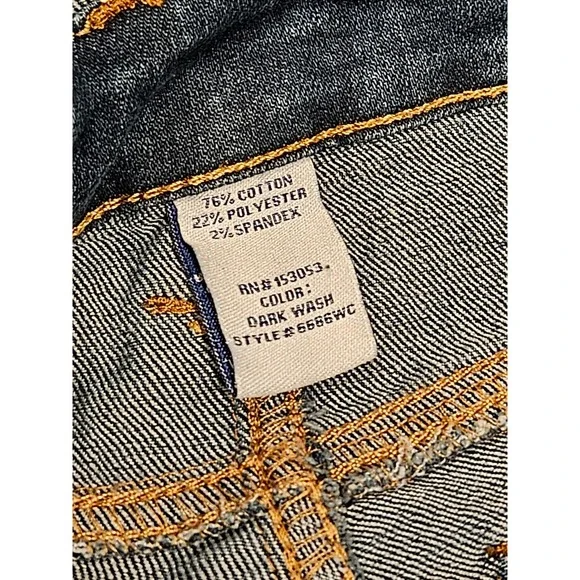 76% COTTON
22% POLYESTER
2% SPANDEX
RN# 153053.
COLOR:
DARK WASH
STYLE# 6686WC